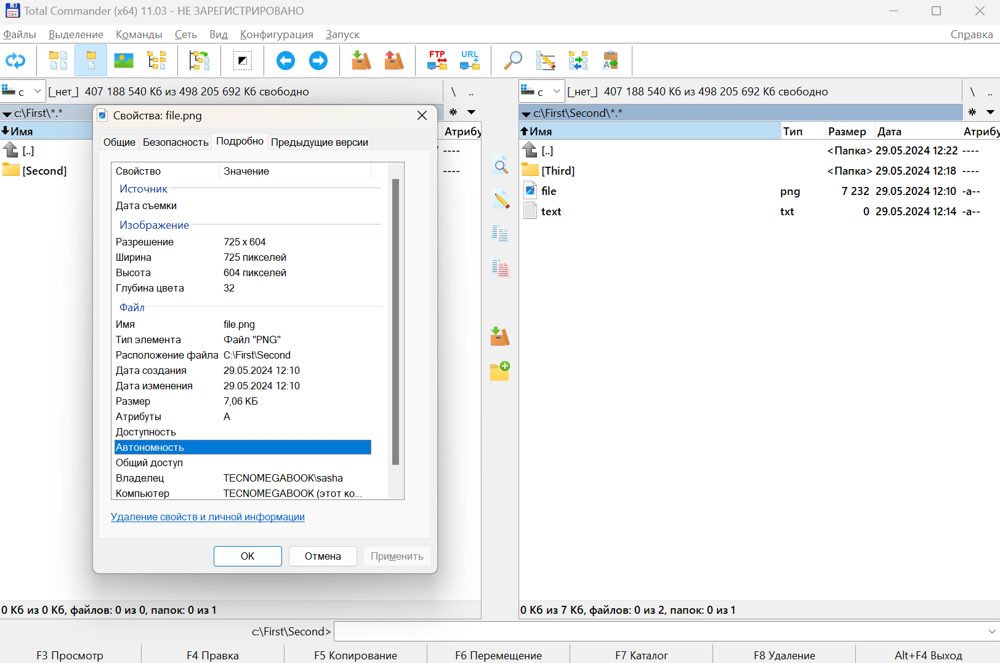 Total Commander (x64) 11.03 - НЕ ЗАРЕГИСТРИРОВАНО
Файлы Выделение Команды Сеть Вид Конфигурация Запуск Справка
FTP URL
c [_нет_] 407 188 540 Кб из 498 205 692 Кб свободно \ ..
c:\First\*.* * 
Имя Атрибу
[..] ----
[Second] ----
Свойства: file.png
Общие Безопасность Подробно Предыдущие версии
Свойство Значение
Источник
Дата съемки
Изображение
Разрешение 725 x 604
Ширина 725 пикселей
Высота 604 пикселей
Глубина цвета 32
Файл
Имя file.png
Тип элемента Файл "PNG"
Расположение файла C:\First\Second
Дата создания 29.05.2024 12:10
Дата изменения 29.05.2024 12:10
Размер 7,06 КБ
Атрибуты A
Доступность
Автономность
Общий доступ
Владелец TECNOMEGABOOK\sasha
Компьютер TECNOMEGABOOK (этот ко...
Удаление свойств и личной информации
ОК Отмена Применить
0 Кб из 0 Кб, файлов: 0 из 0, папок: 0 из 1
c [_нет_] 407 188 540 Кб из 498 205 692 Кб свободно \ ..
c:\First\Second\*.* *
Имя Тип Размер Дата Атрибу
[..] <Папка> 29.05.2024 12:22 ----
[Third] <Папка> 29.05.2024 12:18 ----
file png 7 232 29.05.2024 12:10 -a--
text txt 0 29.05.2024 12:14 -a--
0 Кб из 7 Кб, файлов: 0 из 2, папок: 0 из 1
c:\First\Second>
F3 Просмотр F4 Правка F5 Копирование F6 Перемещение F7 Каталог F8 Удаление Alt+F4 Выход